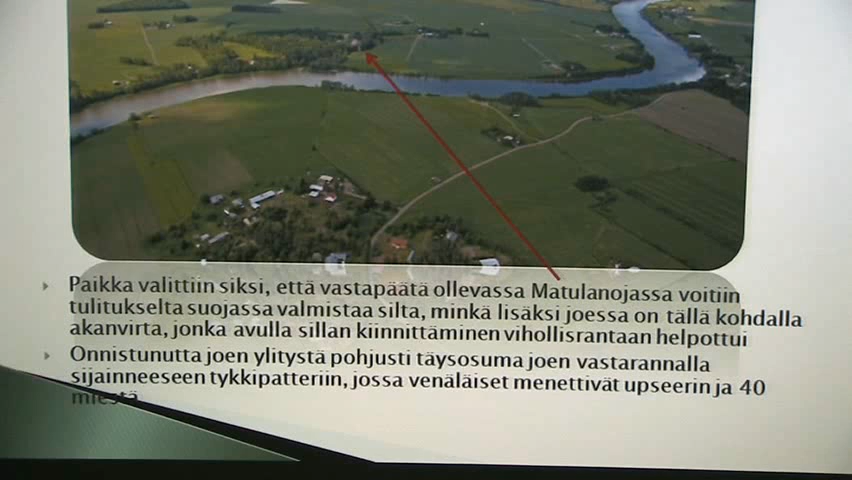 Paikka valittiin siksi, että vastapäätä ollevassa Matulanojassa voitiin
tulitukselta suojassa valmistaa silta, minkä lisäksi joessa on tällä kohdalla
akanvirta, jonka avulla sillan kiinnittäminen vihollisrantaan helpottui
Onnistunutta joen ylitystä pohjusti täysosuma joen vastarannalla
sijainneeseen tykkipatteriin, jossa venäläiset menettivät upseerin ja 40
miestä.